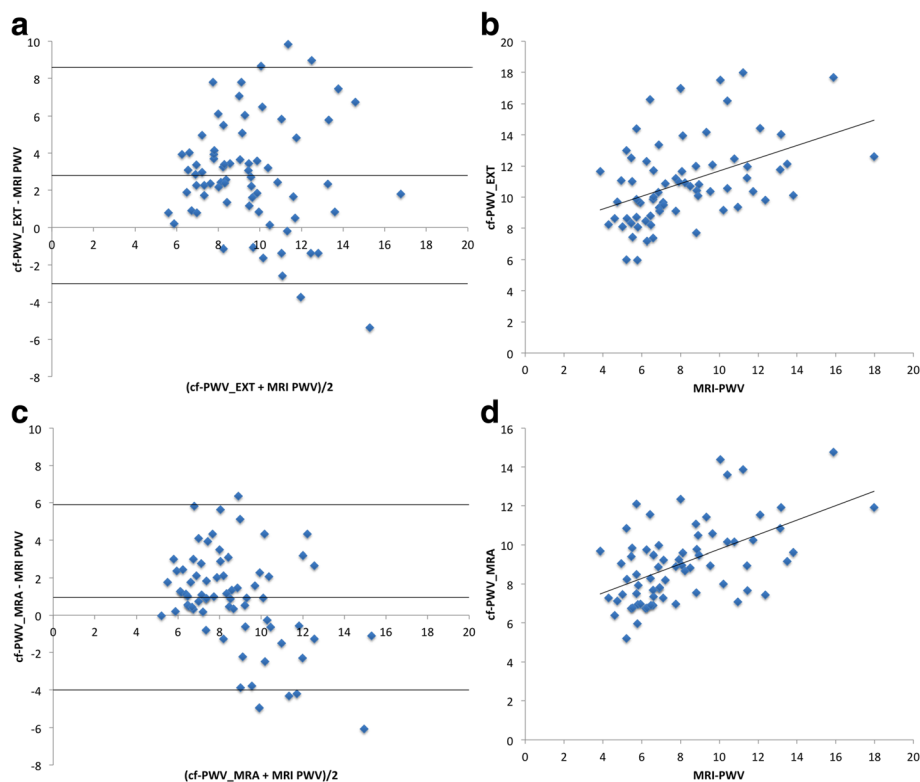 a
10
8
6
4
2
0
-2
-4
-6
-8
0 2 4 6 8 10 12 14 16 18 20
cf-PWV_EXT - MRI PWV
(cf-PWV_EXT + MRI PWV)/2
b
20
18
16
14
12
10
8
6
4
2
0
0 2 4 6 8 10 12 14 16 18 20
cf-PWV_EXT
MRI-PWV
c
10
8
6
4
2
0
-2
-4
-6
-8
0 2 4 6 8 10 12 14 16 18 20
cf-PWV_MRA - MRI PWV
(cf-PWV_MRA + MRI PWV)/2
d
16
14
12
10
8
6
4
2
0
0 2 4 6 8 10 12 14 16 18 20
cf-PWV_MRA
MRI-PWV